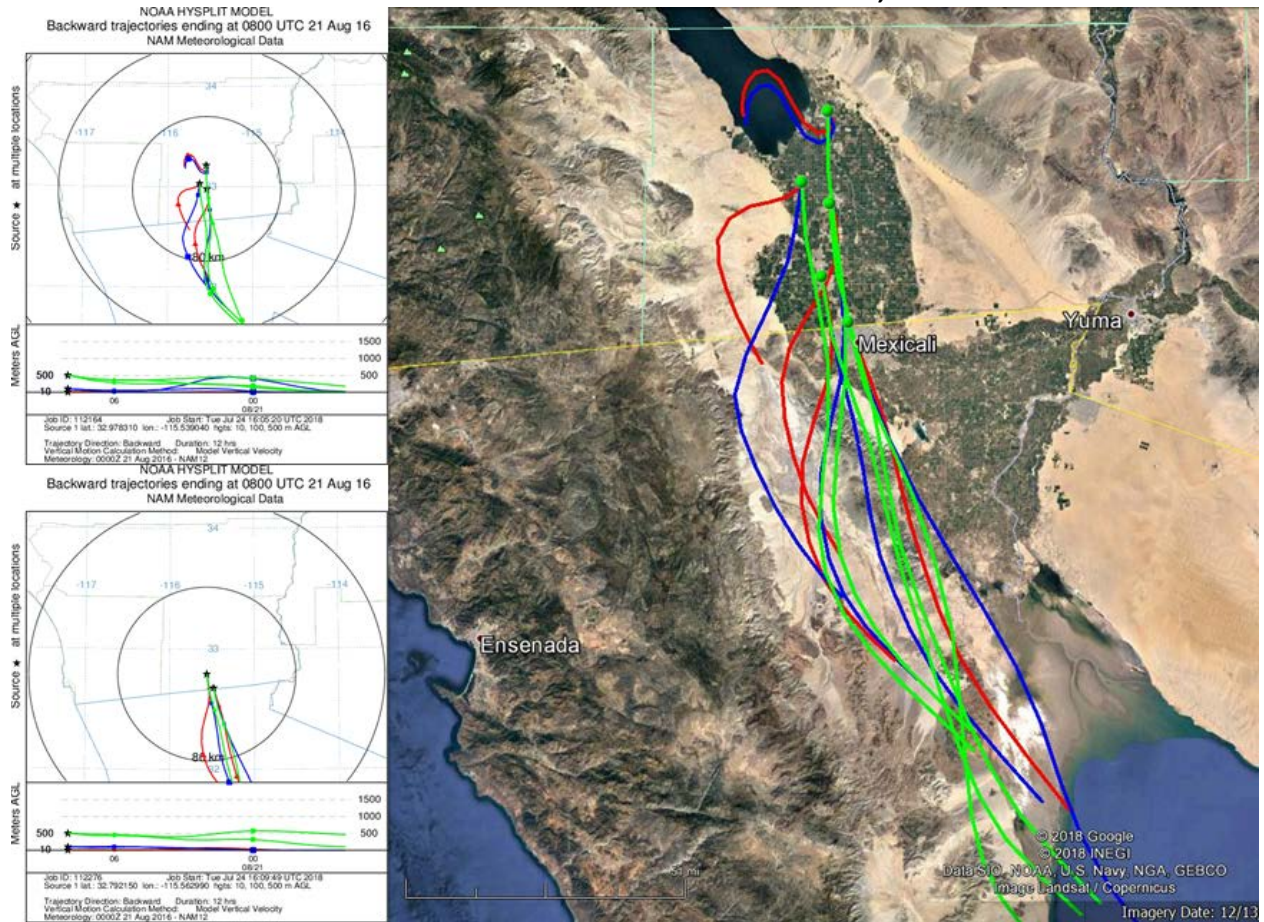 NOAA HYSPLIT MODEL
Backward trajectories ending at 0800 UTC 21 Aug 16
NAM Meteorological Data
Source ★ at multiple locations
34
-117
-116
-115
-114
80 km
Meters AGL
1500
1000
500
500
10
06
00
08/21
Job ID: 112164 Job Start: Tue Jul 24 16:05:20 UTC 2018
Source 1 lat.: 32.978310 lon.: -115.539040 hgts: 10, 100, 500 m AGL
Trajectory Direction: Backward Duration: 12 hrs
Vertical Motion Calculation Method: Model Vertical Velocity
Meteorology: 0000Z 21 Aug 2016 - NAM12
NOAA HYSPLIT MODEL
Backward trajectories ending at 0800 UTC 21 Aug 16
NAM Meteorological Data
Source ★ at multiple locations
34
-117
-116
-115
-114
80 km
Meters AGL
1500
1000
500
500
10
06
00
08/21
Job ID: 112276 Job Start: Tue Jul 24 16:09:49 UTC 2018
Source 1 lat.: 32.792150 lon.: -115.562990 hgts: 10, 100, 500 m AGL
Trajectory Direction: Backward Duration: 12 hrs
Vertical Motion Calculation Method: Model Vertical Velocity
Meteorology: 0000Z 21 Aug 2016 - NAM12
Yuma
Mexicali
Ensenada
51 mi
© 2018 Google
© 2018 INEGI
Data SIO, NOAA, U.S. Navy, NGA, GEBCO
Image Landsat / Copernicus
Imagery Date: 12/13